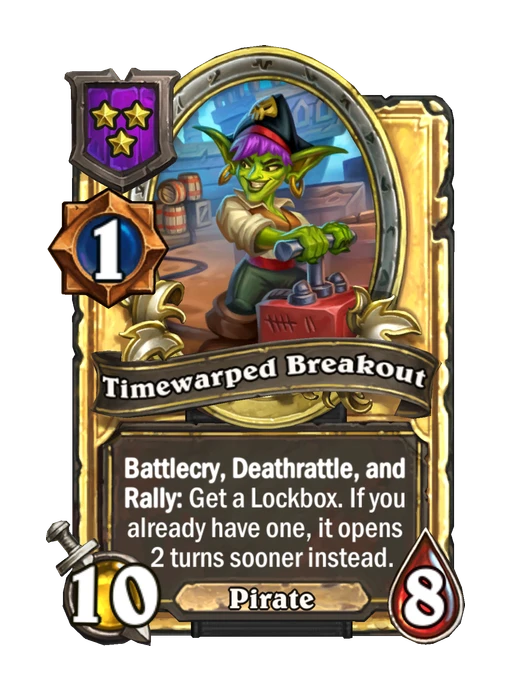 1
Timewarped Breakout
Battlecry, Deathrattle, and
Rally: Get a Lockbox. If you
already have one, it opens
2 turns sooner instead.
10
Pirate
8